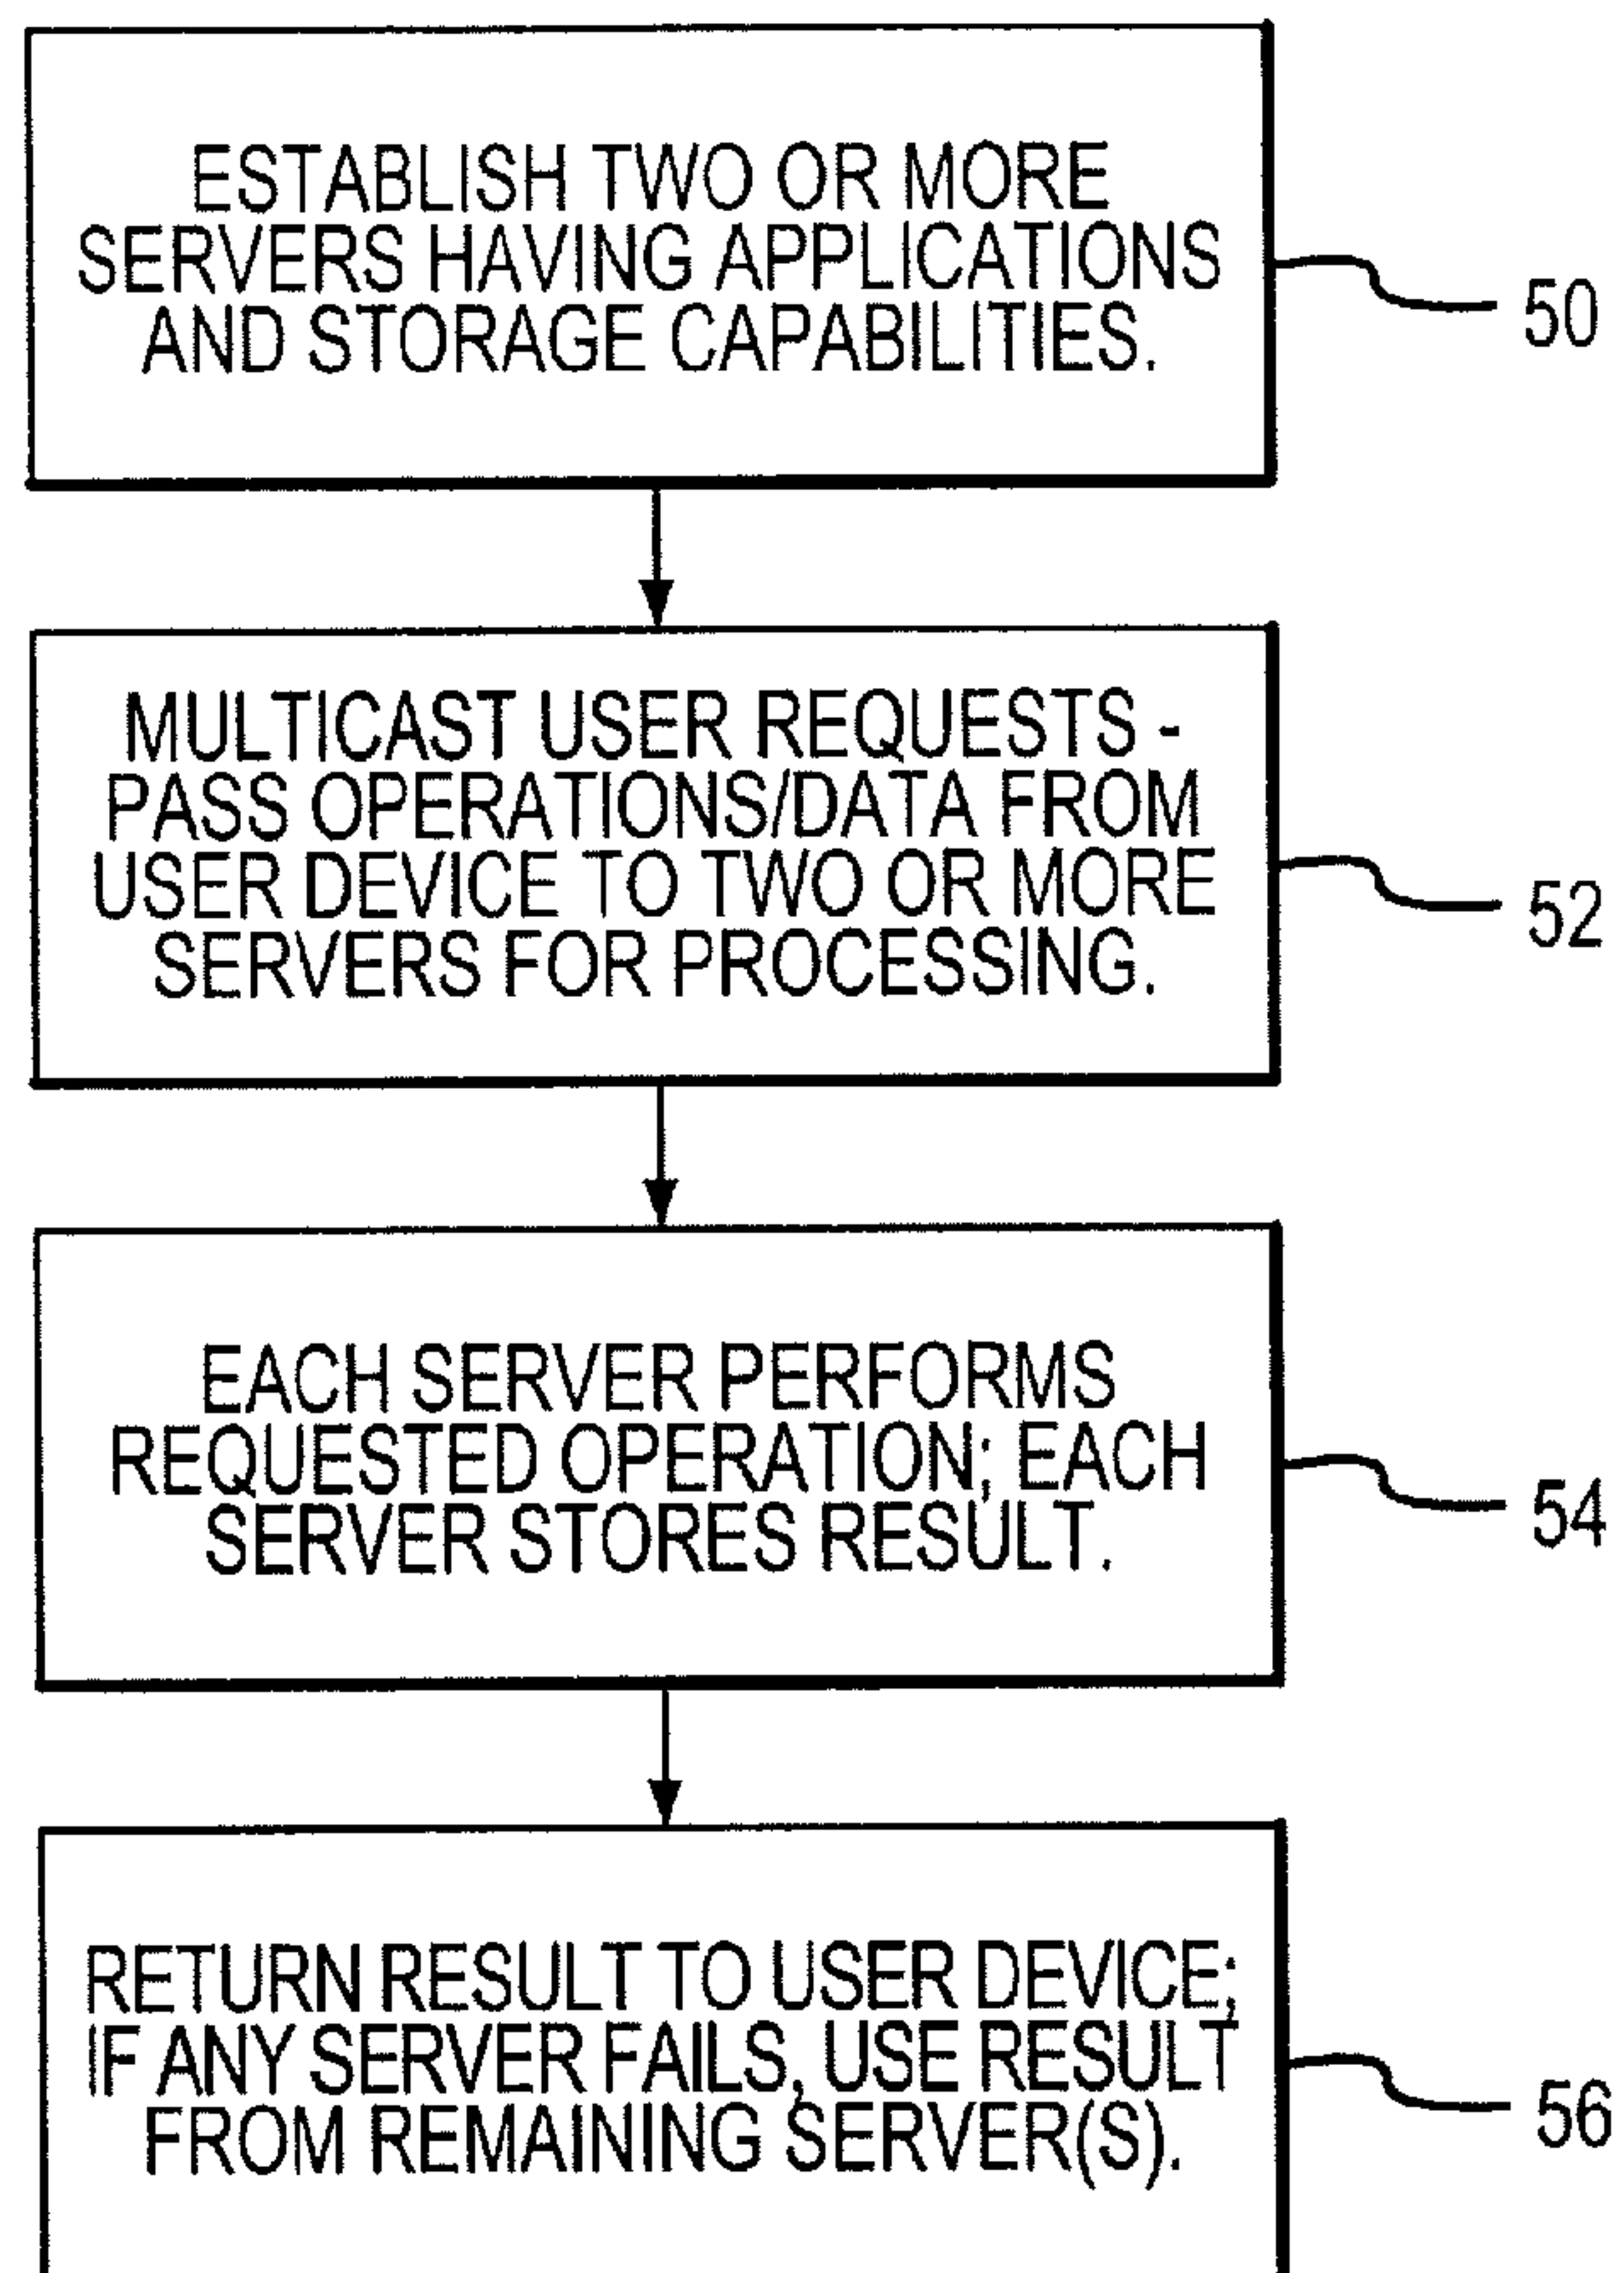 ESTABLISH TWO OR MORE
SERVERS HAVING APPLICATIONS
AND STORAGE CAPABILITIES.
50
MULTICAST USER REQUESTS -
PASS OPERATIONS/DATA FROM
USER DEVICE TO TWO OR MORE
SERVERS FOR PROCESSING.
52
EACH SERVER PERFORMS
REQUESTED OPERATION; EACH
SERVER STORES RESULT.
54
RETURN RESULT TO USER DEVICE;
IF ANY SERVER FAILS, USE RESULT
FROM REMAINING SERVER(S).
56